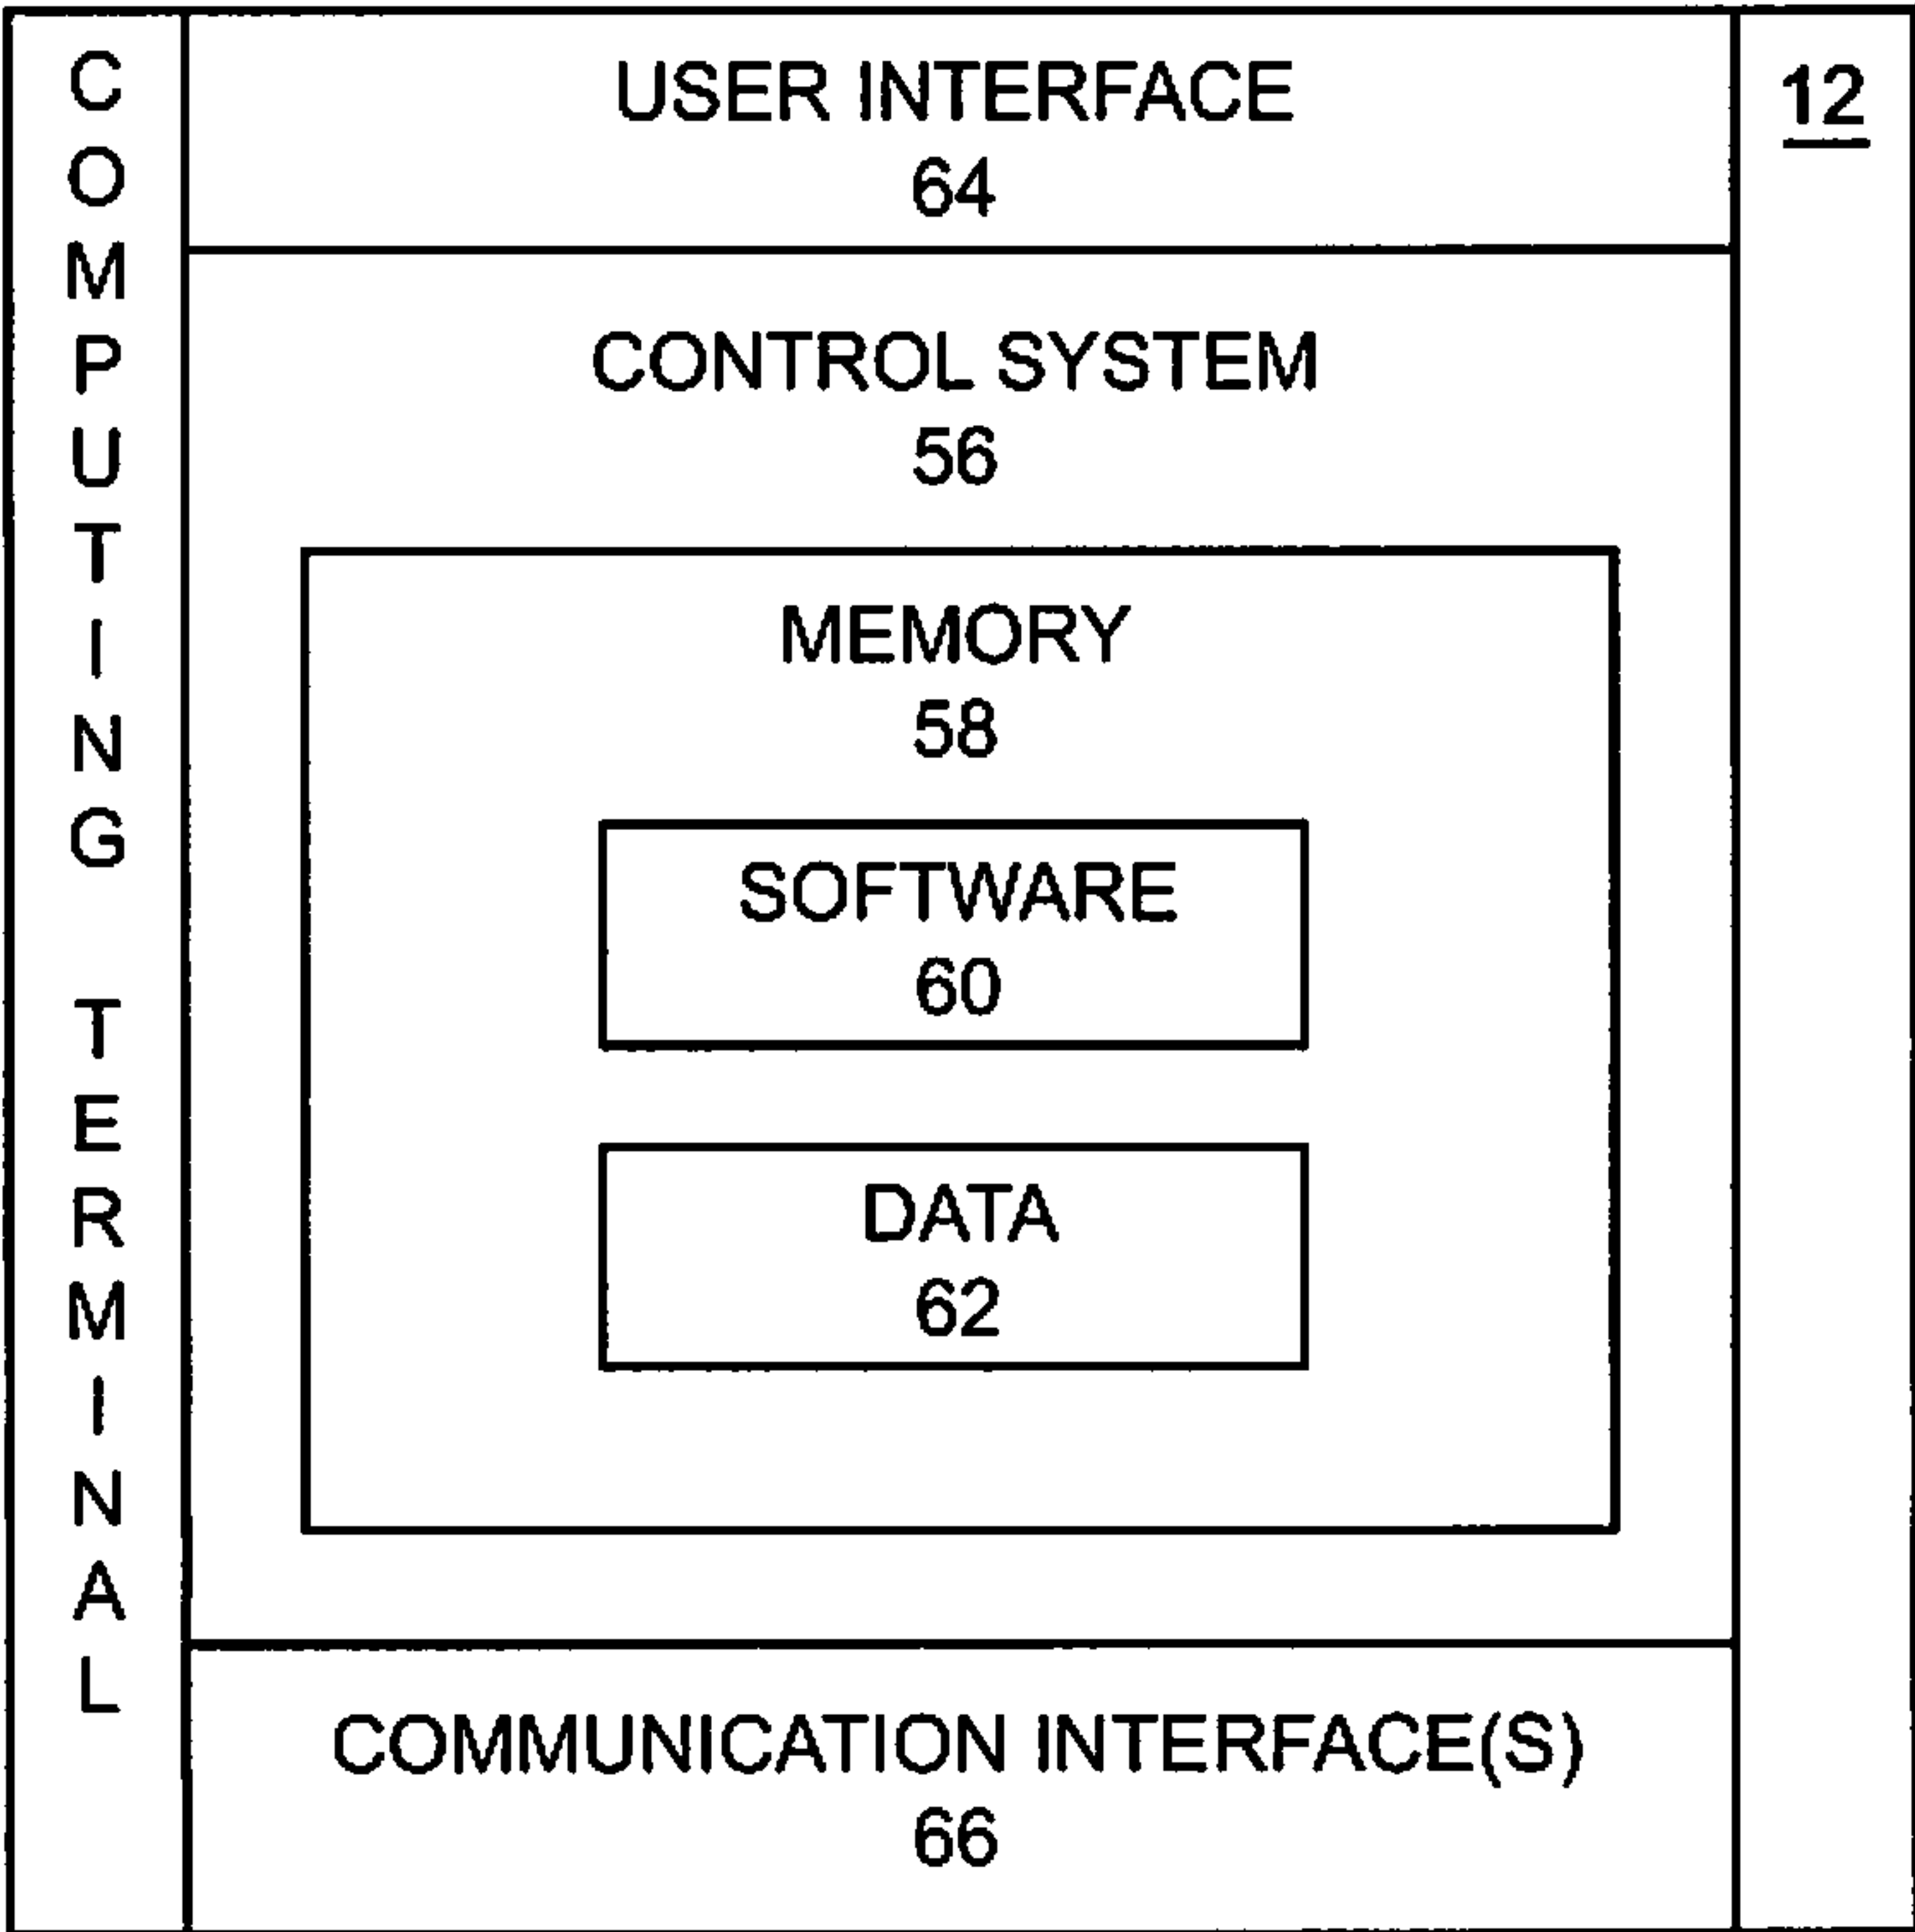 COMPUTING TERMINAL
12
USER INTERFACE
64
CONTROL SYSTEM
56
MEMORY
58
SOFTWARE
60
DATA
62
COMMUNICATION INTERFACE(S)
66